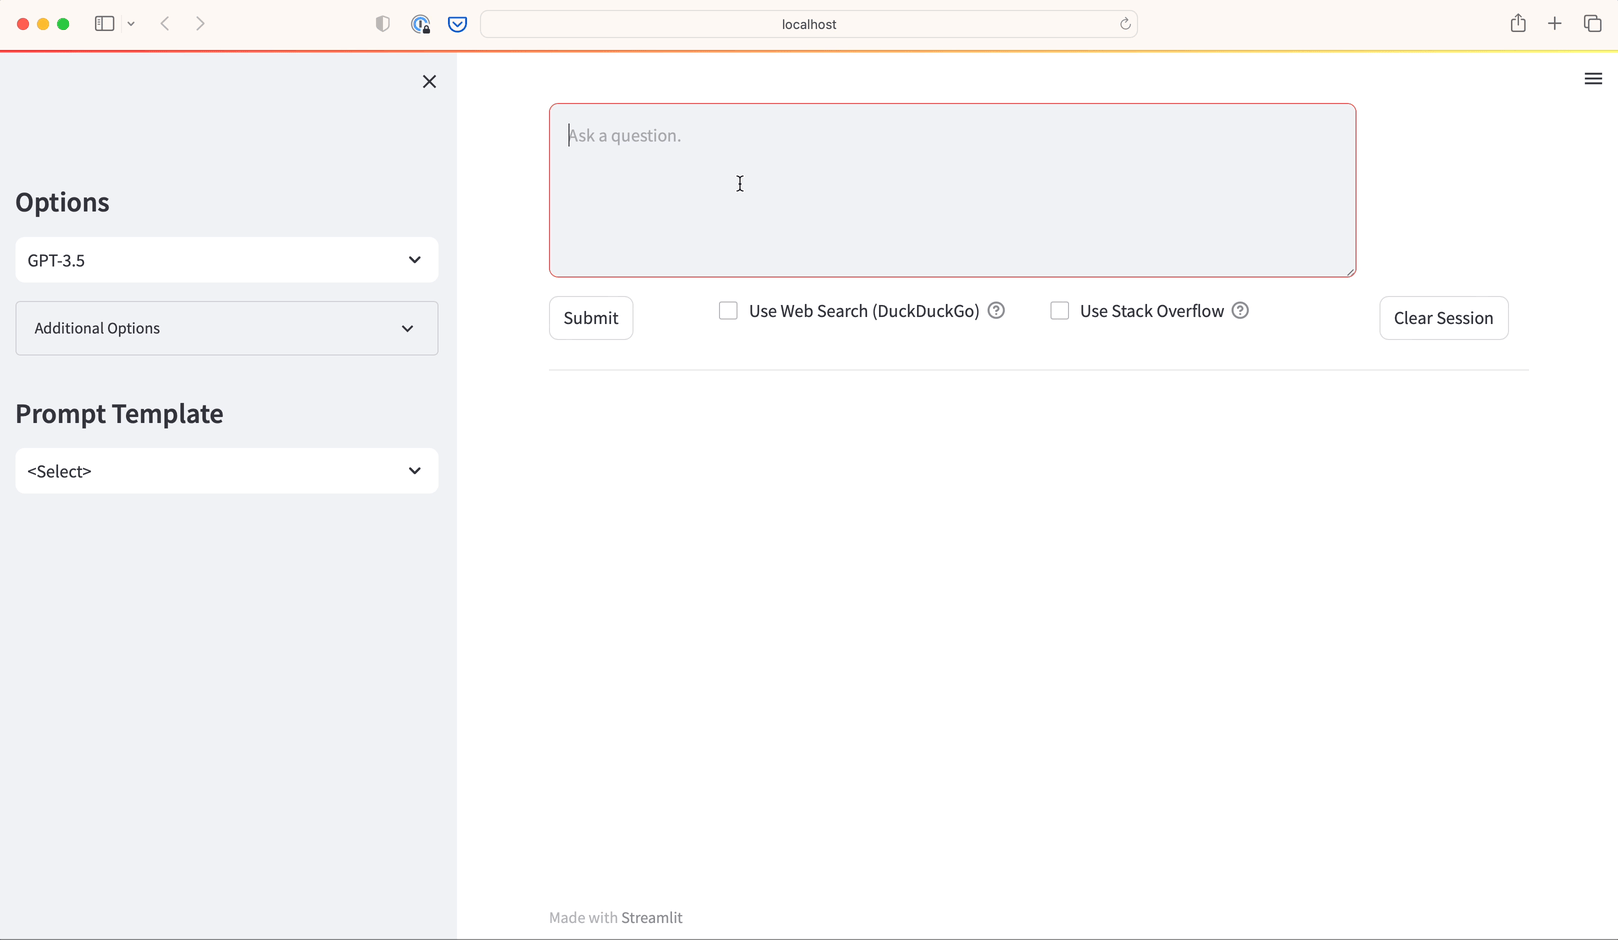 localhost
Options
GPT-3.5
Additional Options
Prompt Template
<Select>
Ask a question.
Submit
Use Web Search (DuckDuckGo)
Use Stack Overflow
Clear Session
Made with Streamlit